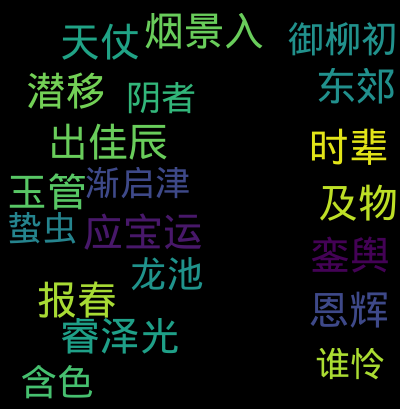 天仗
烟景入
御柳初
潜移
阴者
东郊
出佳辰
时辈
玉管
渐启津
及物
蛰虫
应宝运
銮舆
龙池
报春
恩辉
睿泽光
谁怜
含色